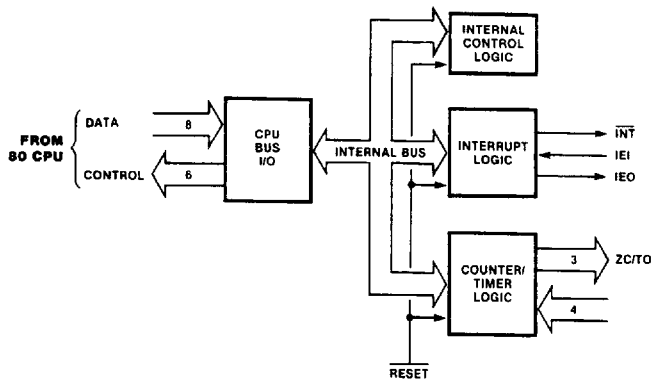 INTERNAL
CONTROL
LOGIC
DATA
8
FROM
80 CPU
CONTROL
6
CPU
BUS
I/O
INTERNAL BUS
INTERRUPT
LOGIC
INT
IEI
IEO
COUNTER/
TIMER
LOGIC
3
ZC/TO
4
RESET